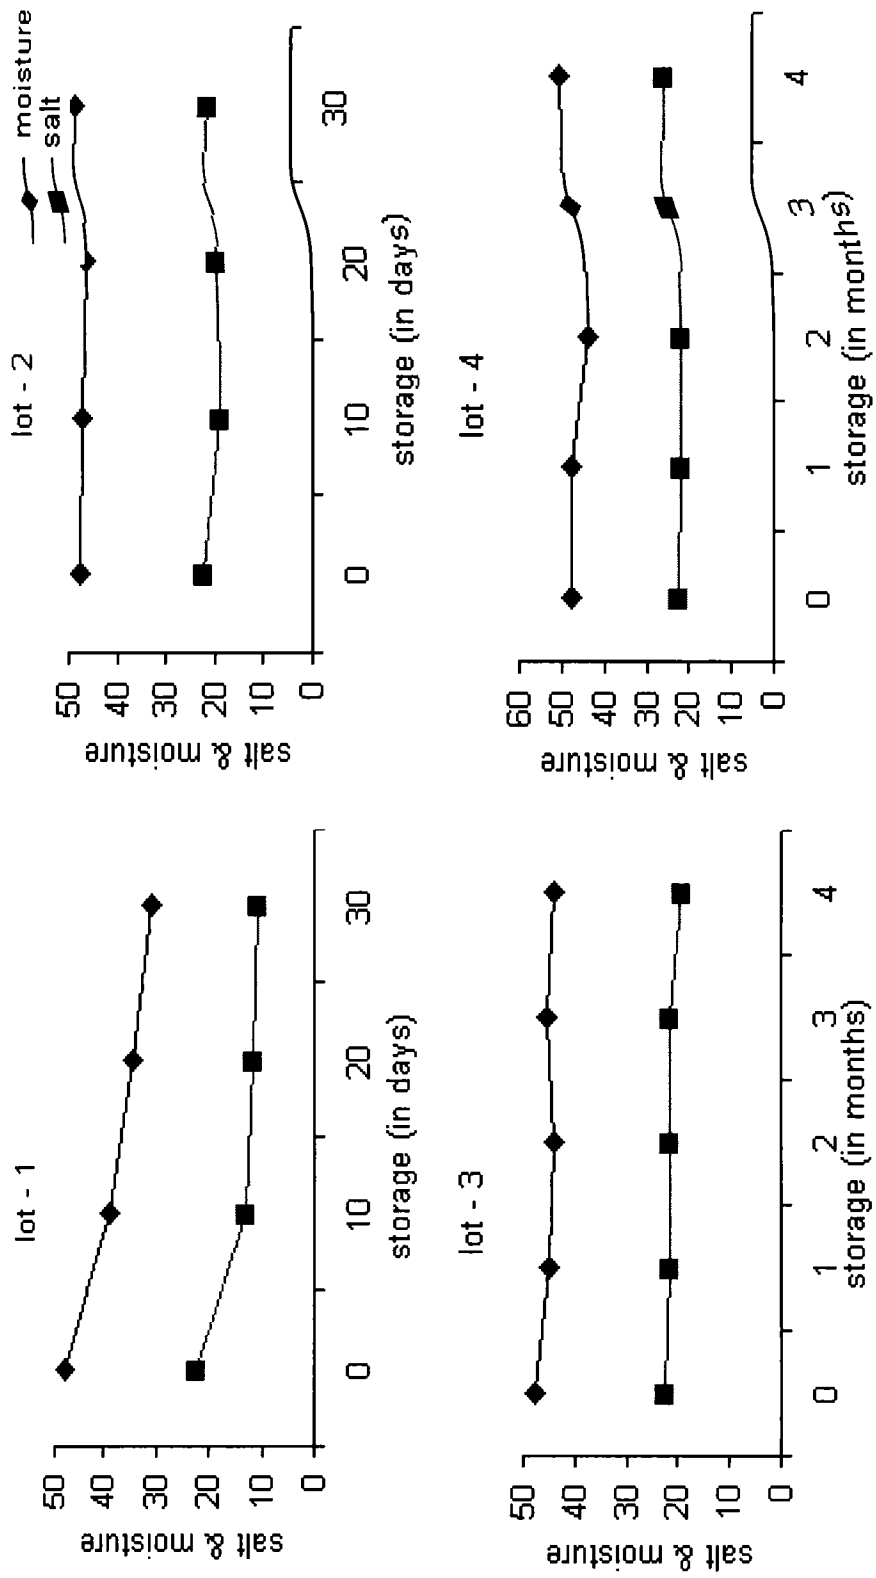 lot - 1
50
40
30
20
10
0
salt & moisture
0 10 20 30
storage (in days)
lot - 2
moisture
salt
50
40
30
20
10
0
salt & moisture
0 10 20 30
storage (in days)
lot - 3
50
40
30
20
10
0
salt & moisture
0 1 2 3 4
storage (in months)
lot - 4
60
50
40
30
20
10
0
salt & moisture
0 1 2 3 4
storage (in months)